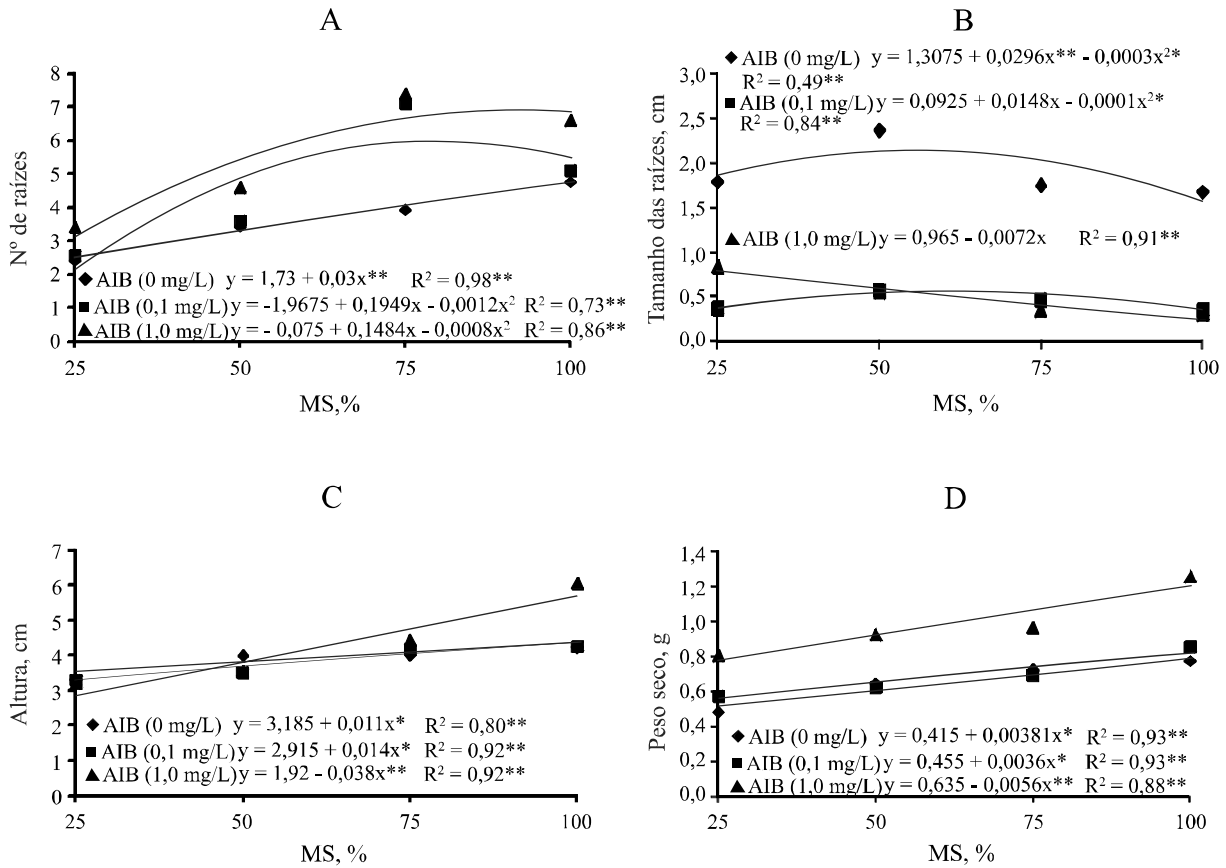 A
Nº de raízes
8
7
6
5
4
3
2
1
0
AIB (0 mg/L) y = 1,73 + 0,03x** R² = 0,98**
AIB (0,1 mg/L) y = -1,9675 + 0,1949x - 0,0012x² R² = 0,73**
AIB (1,0 mg/L) y = - 0,075 + 0,1484x - 0,0008x² R² = 0,86**
25 50 75 100
MS,%
B
Tamanho das raízes, cm
AIB (0 mg/L) y = 1,3075 + 0,0296x** - 0,0003x²*
R² = 0,49**
AIB (0,1 mg/L) y = 0,0925 + 0,0148x - 0,0001x²*
R² = 0,84**
3,0
2,5
2,0
1,5
1,0
0,5
0,0
AIB (1,0 mg/L) y = 0,965 - 0,0072x R² = 0,91**
25 50 75 100
MS,%
C
Altura, cm
7
6
5
4
3
2
1
0
AIB (0 mg/L) y = 3,185 + 0,011x* R² = 0,80**
AIB (0,1 mg/L) y = 2,915 + 0,014x* R² = 0,92**
AIB (1,0 mg/L) y = 1,92 - 0,038x** R² = 0,92**
25 50 75 100
MS, %
D
Peso seco, g
1,4
1,2
1,0
0,8
0,6
0,4
0,2
0,0
AIB (0 mg/L) y = 0,415 + 0,00381x* R² = 0,93**
AIB (0,1 mg/L) y = 0,455 + 0,0036x* R² = 0,93**
AIB (1,0 mg/L) y = 0,635 - 0,0056x** R² = 0,88**
25 50 75 100
MS, %